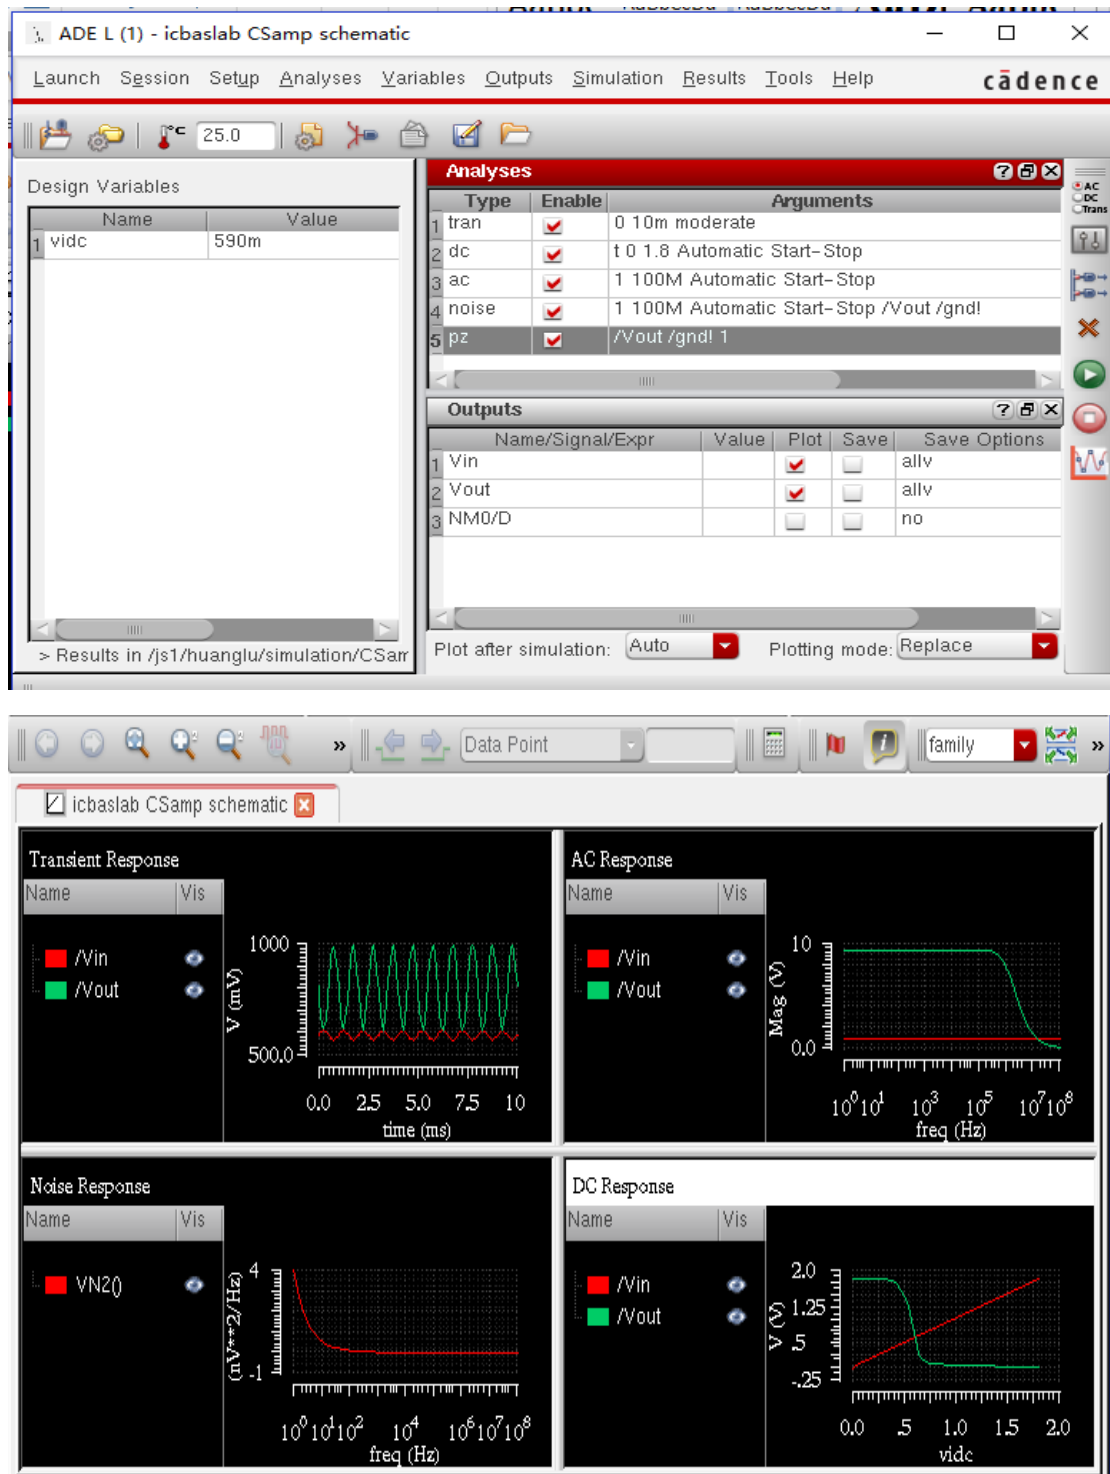 ADE L (1) - icbaslab CSamp schematic
Launch Session Setup Analyses Variables Outputs Simulation Results Tools Help cādence
°C 25.0
Design Variables
Name Value
1 vidc 590m
> Results in /js1/huanglu/simulation/CSar
Analyses
Type Enable Arguments
1 tran 0 10m moderate
2 dc t 0 1.8 Automatic Start-Stop
3 ac 1 100M Automatic Start-Stop
4 noise 1 100M Automatic Start-Stop /Vout /gnd!
5 pz /Vout /gnd! 1
Outputs
Name/Signal/Expr Value Plot Save Save Options
1 Vin allv
2 Vout allv
3 NM0/D no
Plot after simulation: Auto Plotting mode: Replace
AC
DC
Trans
» Data Point family »
icbaslab CSamp schematic
Transient Response
Name Vis
/Vin
/Vout
V (mV)
1000
500.0
0.0 2.5 5.0 7.5 10
time (ms)
AC Response
Name Vis
/Vin
/Vout
Mag (V)
10
0.0
10⁰ 10¹ 10³ 10⁵ 10⁷ 10⁸
freq (Hz)
Noise Response
Name Vis
VN2()
(nV**2/Hz)
4
-1
10⁰ 10¹ 10² 10⁴ 10⁶ 10⁷ 10⁸
freq (Hz)
DC Response
Name Vis
/Vin
/Vout
V (V)
2.0
1.25
.5
-.25
0.0 .5 1.0 1.5 2.0
vidc